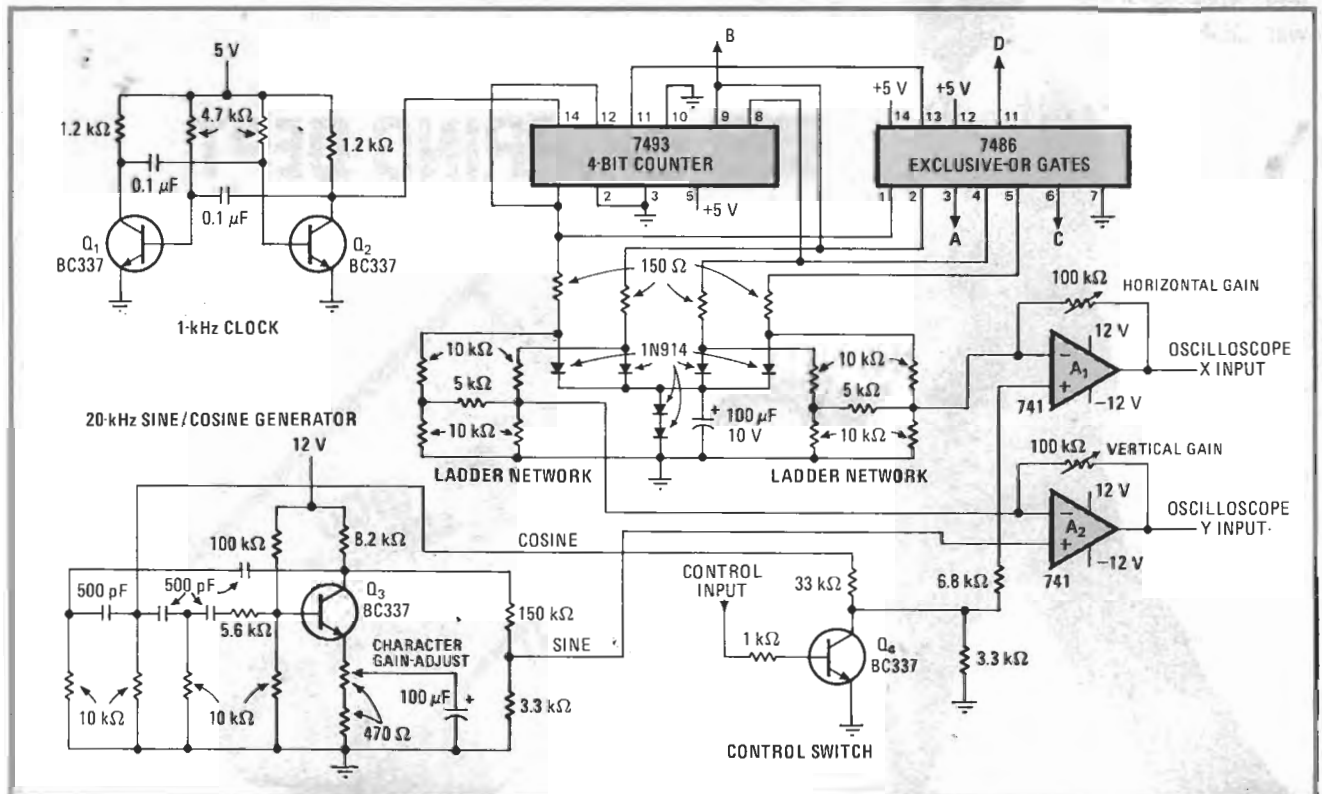 5 V
1.2 kΩ
4.7 kΩ
1.2 kΩ
0.1 µF
0.1 µF
Q1
BC337
Q2
BC337
1-kHz CLOCK
B
D
+5 V
+5 V
14
12
11
10
9
8
14
13
12
11
7493
4-BIT COUNTER
7486
EXCLUSIVE-OR GATES
2
3
5
+5 V
1
2
3
4
5
6
7
A
C
150 Ω
10 kΩ
1N914
10 kΩ
5 kΩ
5 kΩ
10 kΩ
+
100 µF
10 V
10 kΩ
LADDER NETWORK
LADDER NETWORK
100 kΩ
HORIZONTAL GAIN
12 V
−
A1
+
741
−12 V
OSCILLOSCOPE
X INPUT
100 kΩ
VERTICAL GAIN
12 V
−
A2
+
741
−12 V
OSCILLOSCOPE
Y INPUT
6.8 kΩ
20-kHz SINE/COSINE GENERATOR
12 V
100 kΩ
8.2 kΩ
COSINE
500 pF
500 pF
5.6 kΩ
Q3
BC337
150 kΩ
SINE
CHARACTER
GAIN-ADJUST
100 µF
+
3.3 kΩ
10 kΩ
10 kΩ
470 Ω
CONTROL
INPUT
33 kΩ
1 kΩ
Q4
BC337
3.3 kΩ
CONTROL SWITCH